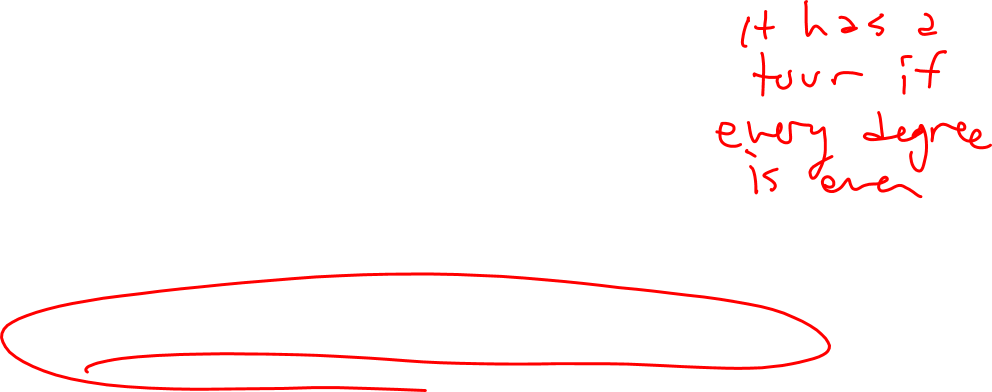 it has a
tour if
every degree
is even